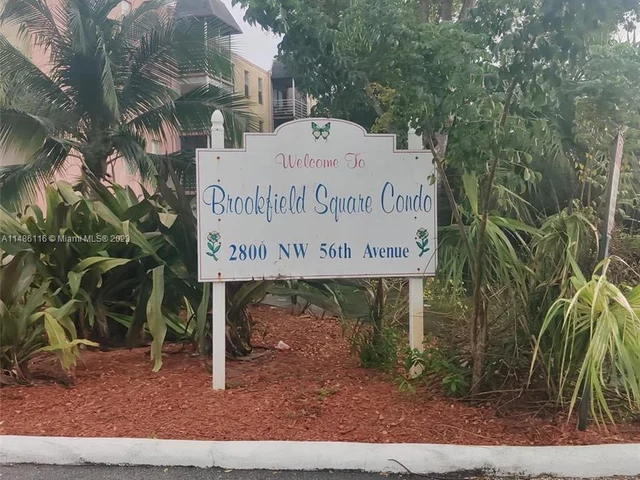 Welcome To
Brookfield Square Condo
2800 NW 56th Avenue
A11486116 © Miami MLS® 2023